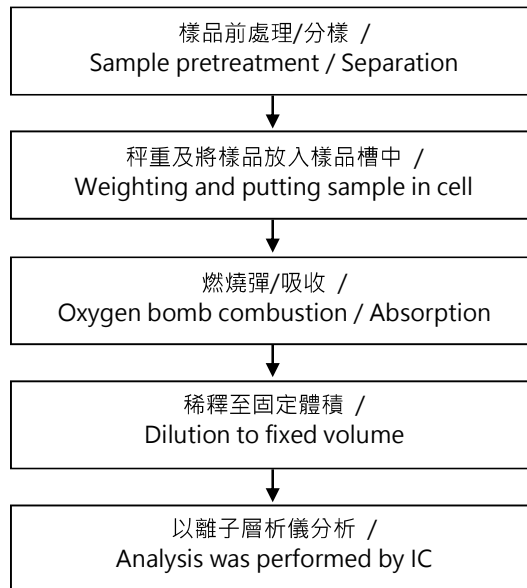 樣品前處理/分樣 /
Sample pretreatment / Separation
秤重及將樣品放入樣品槽中 /
Weighting and putting sample in cell
燃燒彈/吸收 /
Oxygen bomb combustion / Absorption
稀釋至固定體積 /
Dilution to fixed volume
以離子層析儀分析 /
Analysis was performed by IC